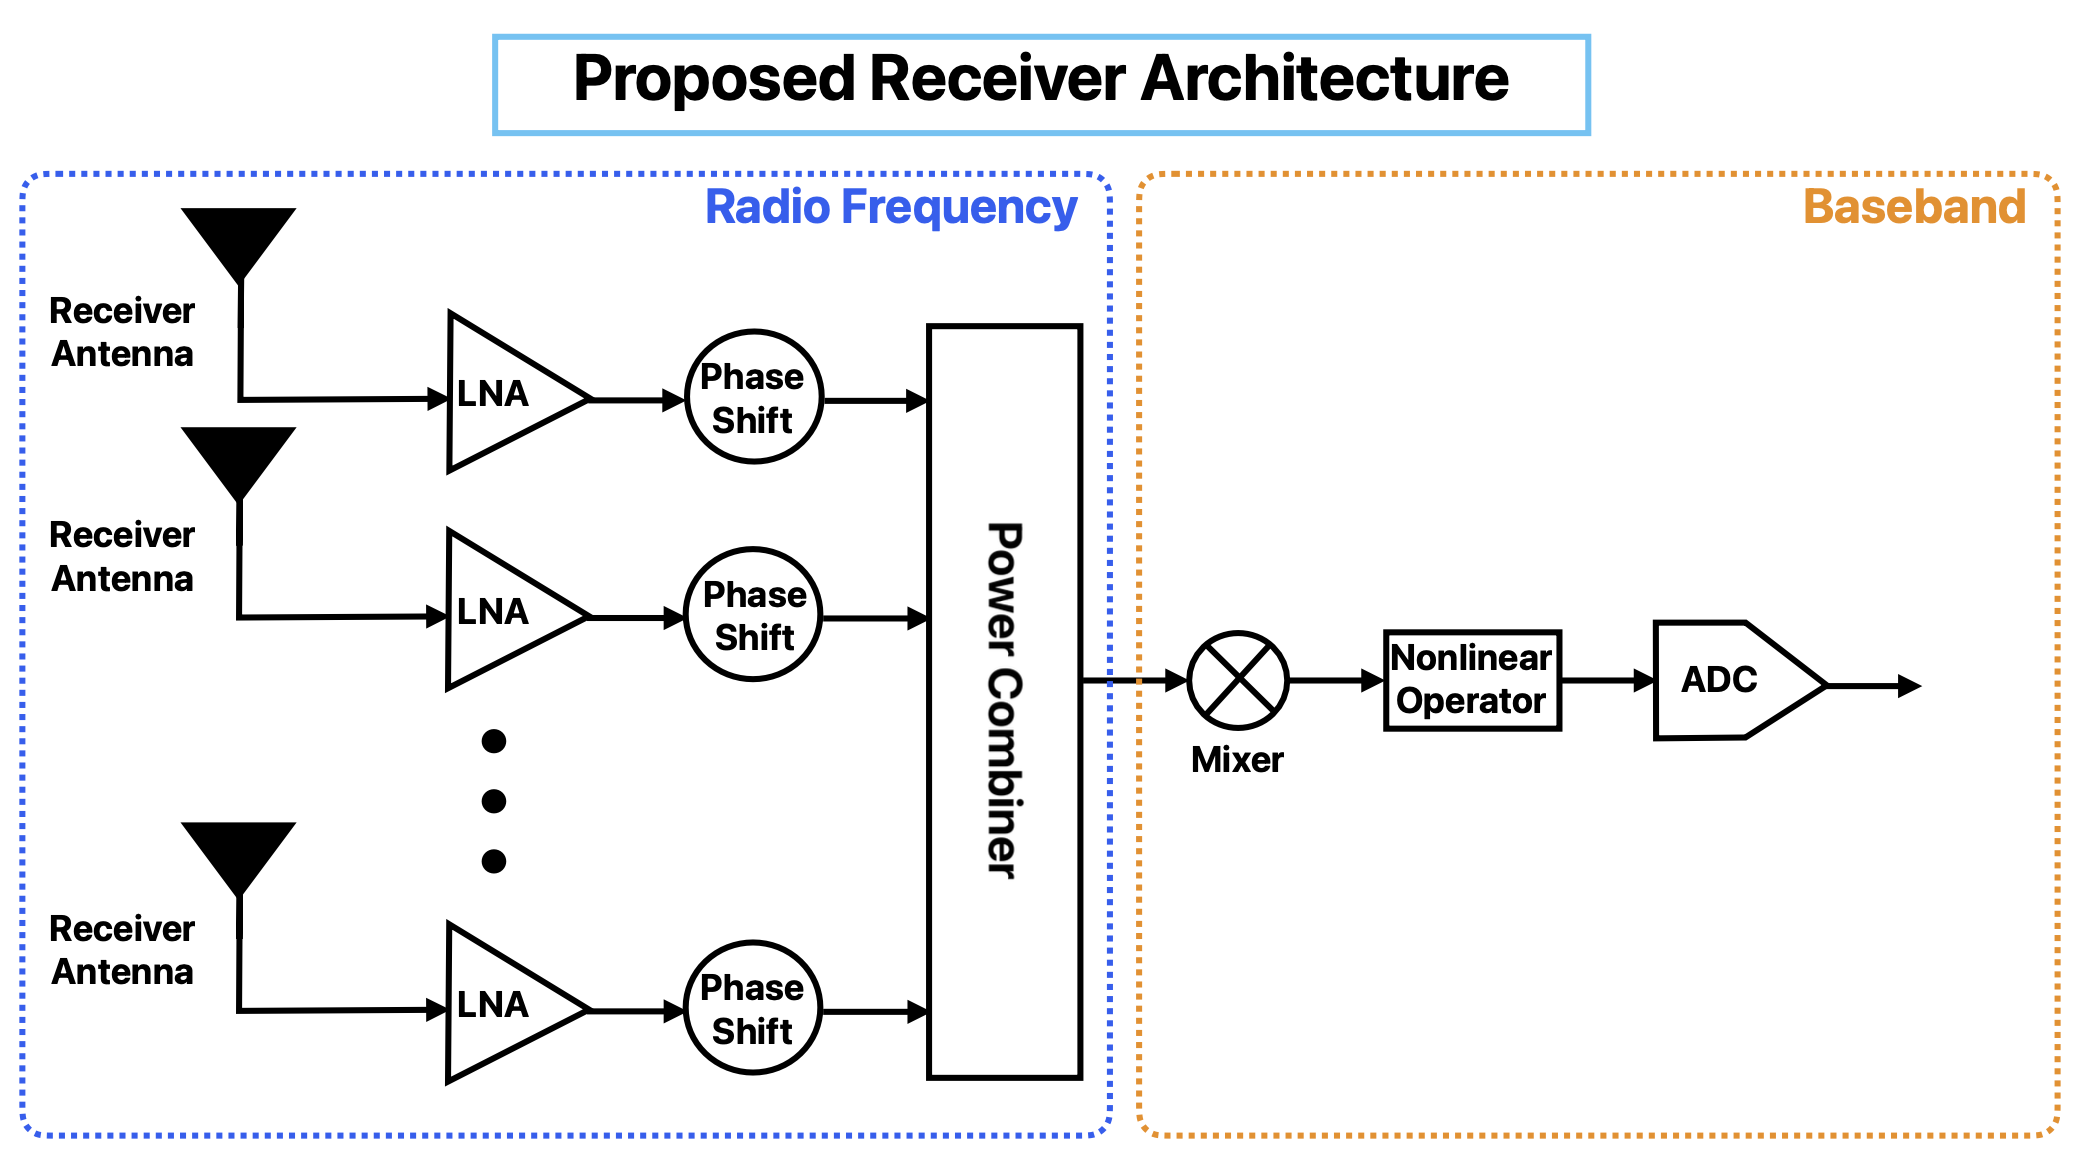 Proposed Receiver Architecture
Radio Frequency
Baseband
Receiver
Antenna
LNA
Phase
Shift
Receiver
Antenna
LNA
Phase
Shift
Power Combiner
Mixer
Nonlinear
Operator
ADC
Receiver
Antenna
LNA
Phase
Shift